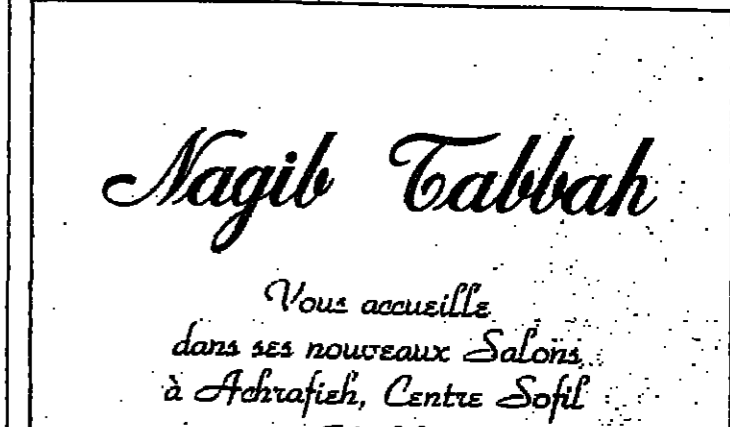 Nagib Tabbah
Vous accueille
dans ses nouveaux Salons
à Achrafieh, Centre Sofil